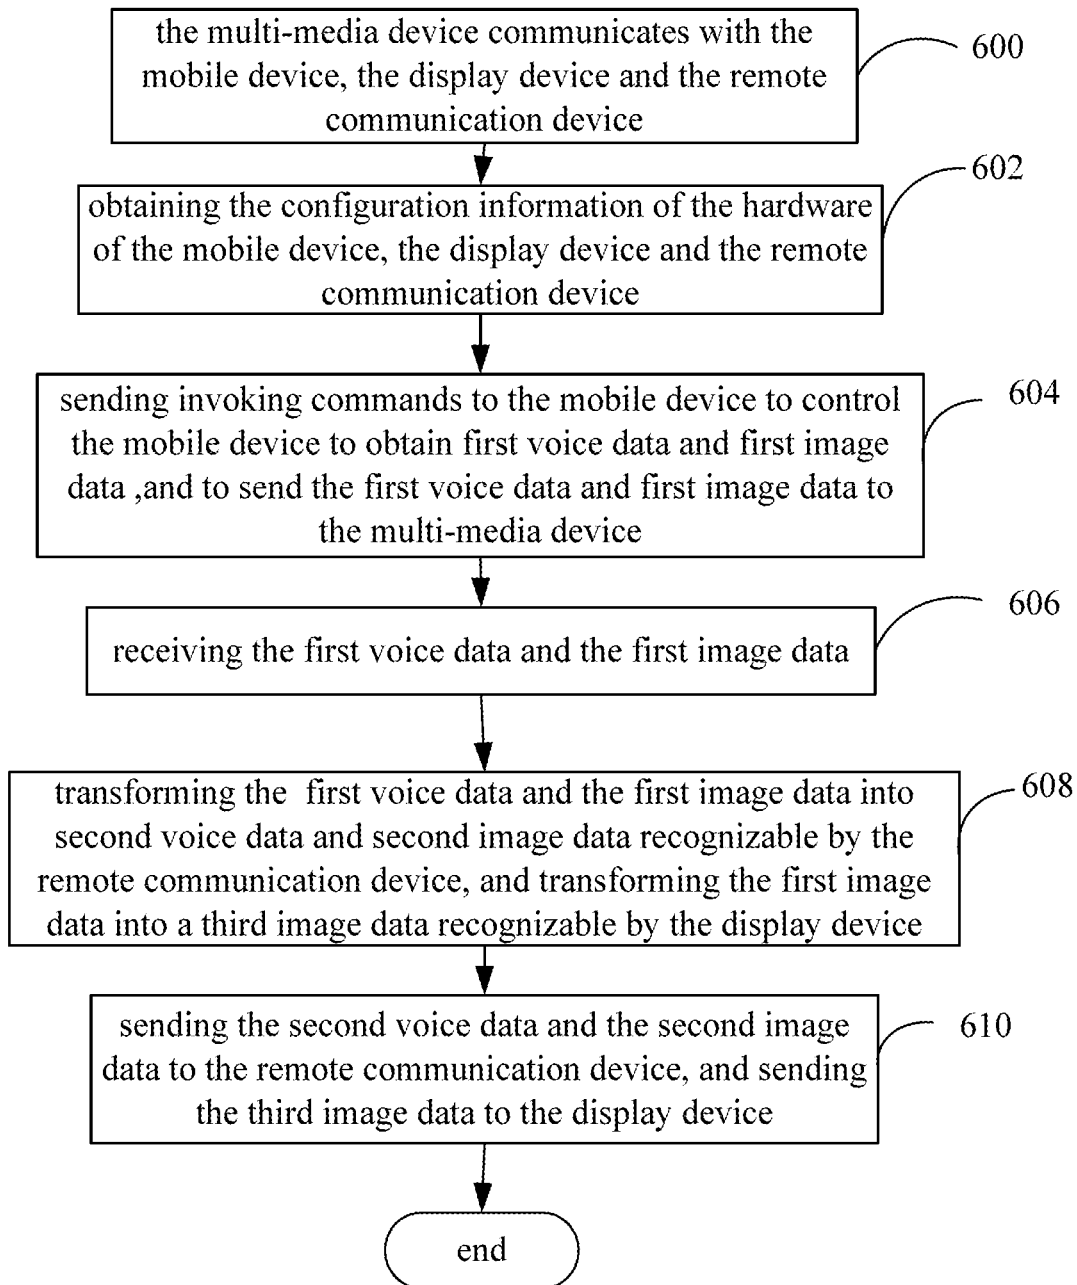 the multi-media device communicates with the
mobile device, the display device and the remote
communication device
600
obtaining the configuration information of the hardware
of the mobile device, the display device and the remote
communication device
602
sending invoking commands to the mobile device to control
the mobile device to obtain first voice data and first image
data ,and to send the first voice data and first image data to
the multi-media device
604
receiving the first voice data and the first image data
606
transforming the  first voice data and the first image data into
second voice data and second image data recognizable by the
remote communication device, and transforming the first image
data into a third image data recognizable by the display device
608
sending the second voice data and the second image
data to the remote communication device, and sending
the third image data to the display device
610
end